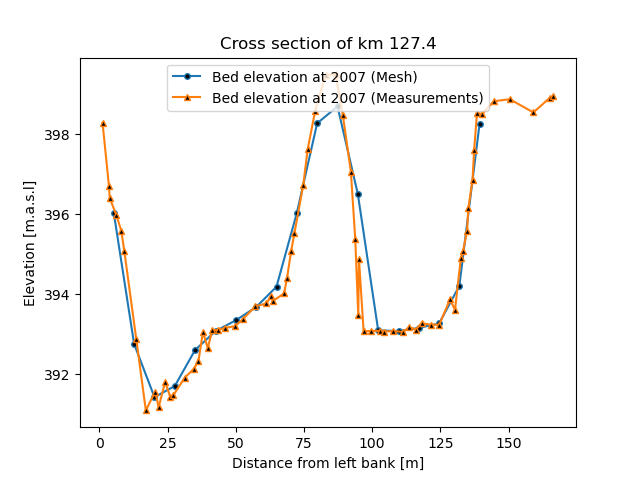 Cross section of km 127.4
Bed elevation at 2007 (Mesh)
Bed elevation at 2007 (Measurements)
Elevation [m.a.s.l]
398
396
394
392
0 25 50 75 100 125 150
Distance from left bank [m]